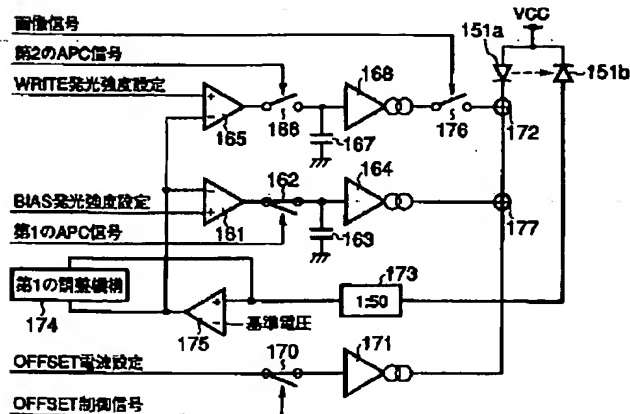 画像信号
第2のAPC信号
WRITE発光強度設定
BIAS発光強度設定
第1のAPC信号
第1の調整機構
174
OFFSET電流設定
OFFSET制御信号
165
166
167
168
176
VCC
151a
151b
172
161
162
163
164
177
175
基準電圧
173
1:50
170
171